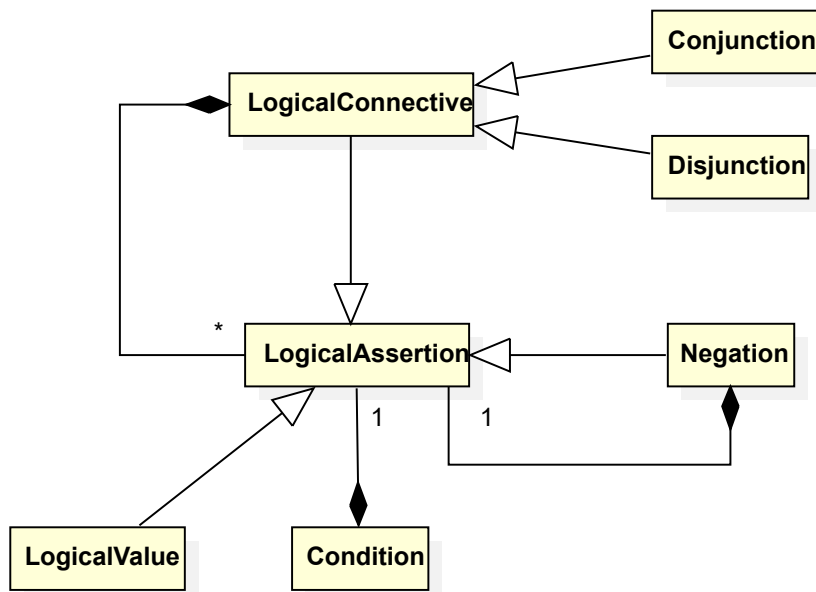 Conjunction
LogicalConnective
Disjunction
*
LogicalAssertion
Negation
1
1
LogicalValue
Condition